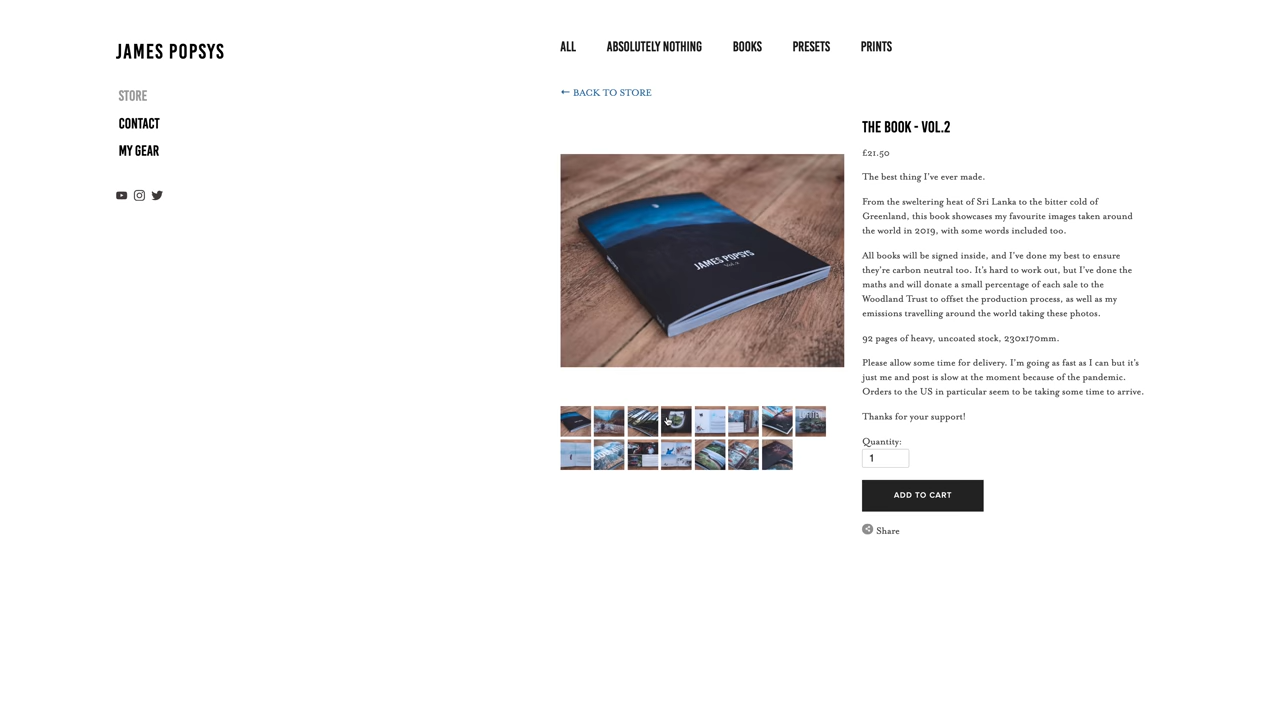 JAMES POPSYS
ALL
ABSOLUTELY NOTHING
BOOKS
PRESETS
PRINTS
STORE
CONTACT
MY GEAR
← BACK TO STORE
JAMES POPSYS
THE BOOK - VOL.2
£21.50
The best thing I've ever made.
From the sweltering heat of Sri Lanka to the bitter cold of
Greenland, this book showcases my favourite images taken around
the world in 2019, with some words included too.
All books will be signed inside, and I've done my best to ensure
they're carbon neutral too. It's hard to work out, but I've done the
maths and will donate a small percentage of each sale to the
Woodland Trust to offset the production process, as well as my
emissions travelling around the world taking these photos.
92 pages of heavy, uncoated stock, 230x170mm.
Please allow some time for delivery. I'm going as fast as I can but it's
just me and post is slow at the moment because of the pandemic.
Orders to the US in particular seem to be taking some time to arrive.
Thanks for your support!
Quantity:
1
ADD TO CART
Share